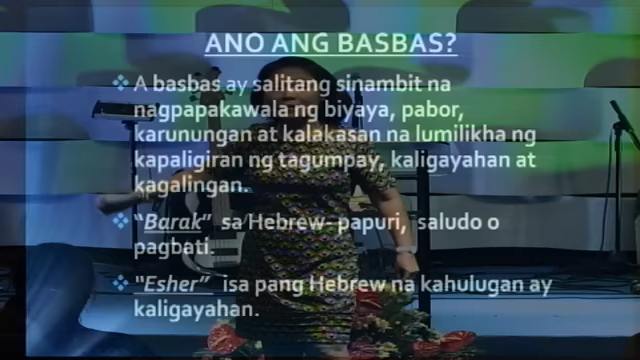 ANO ANG BASBAS?
❖ A basbas ay salitang sinambit na
nagpapakawala ng biyaya, pabor,
karunungan at kalakasan na lumilikha ng
kapaligiran ng tagumpay, kaligayahan at
kagalingan.
❖ "Barak" sa Hebrew- papuri, saludo o
pagbati.
❖ "Esher" isa pang Hebrew na kahulugan ay
kaligayahan.